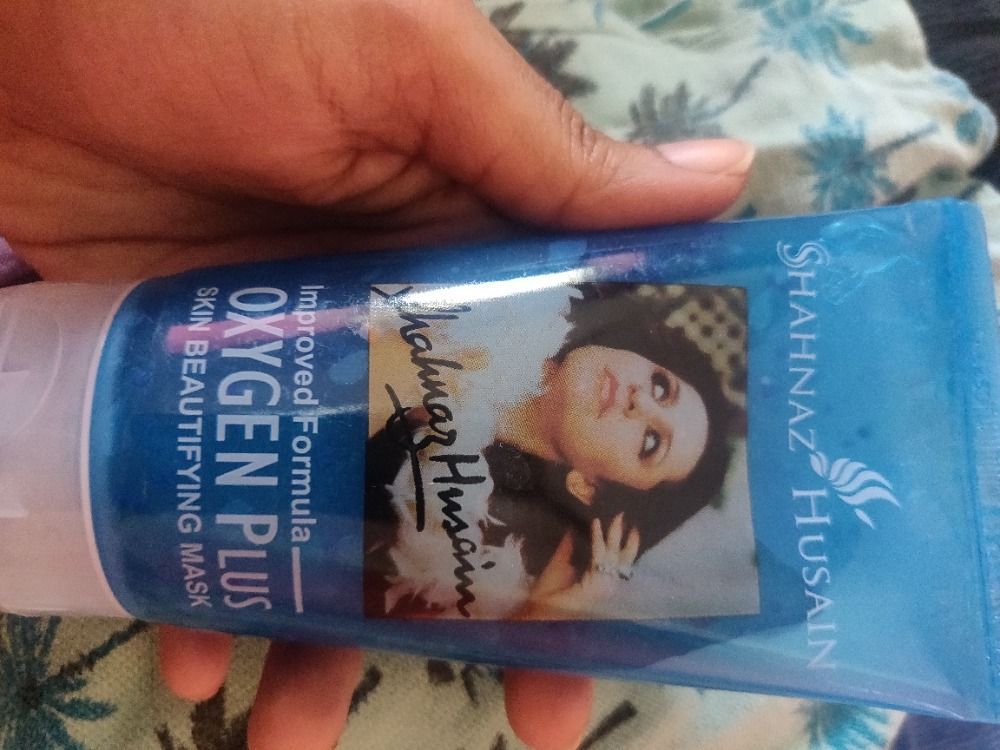 SHAHNAZ HUSAIN
Shahnaz Husain
Improved Formula
OXYGEN PLUS
SKIN BEAUTIFYING MASK